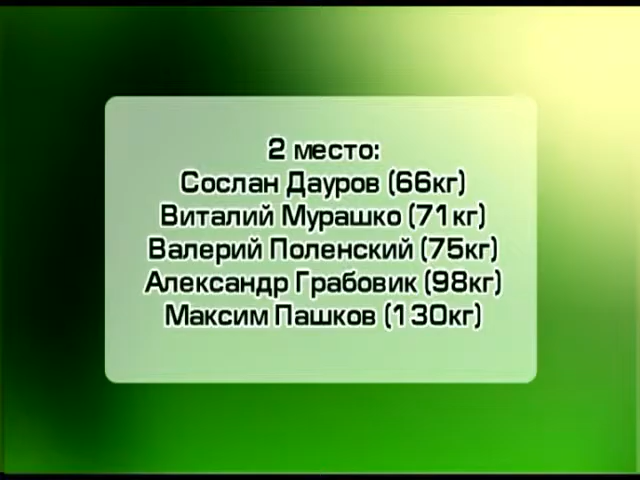 2 место:
Сослан Дауров (66кг)
Виталий Мурашко (71кг)
Валерий Поленский (75кг)
Александр Грабовик (98кг)
Максим Пашков (130кг)